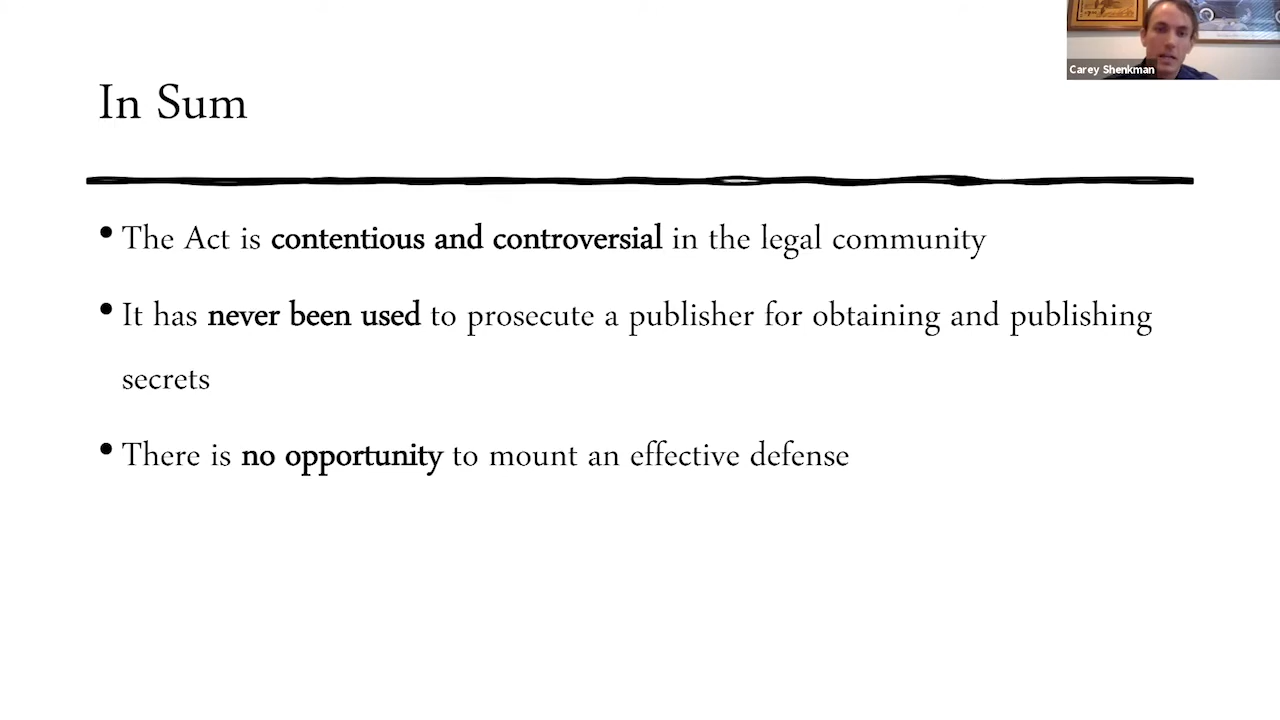 Carey Shenkman
In Sum
• The Act is contentious and controversial in the legal community
• It has never been used to prosecute a publisher for obtaining and publishing
secrets
• There is no opportunity to mount an effective defense